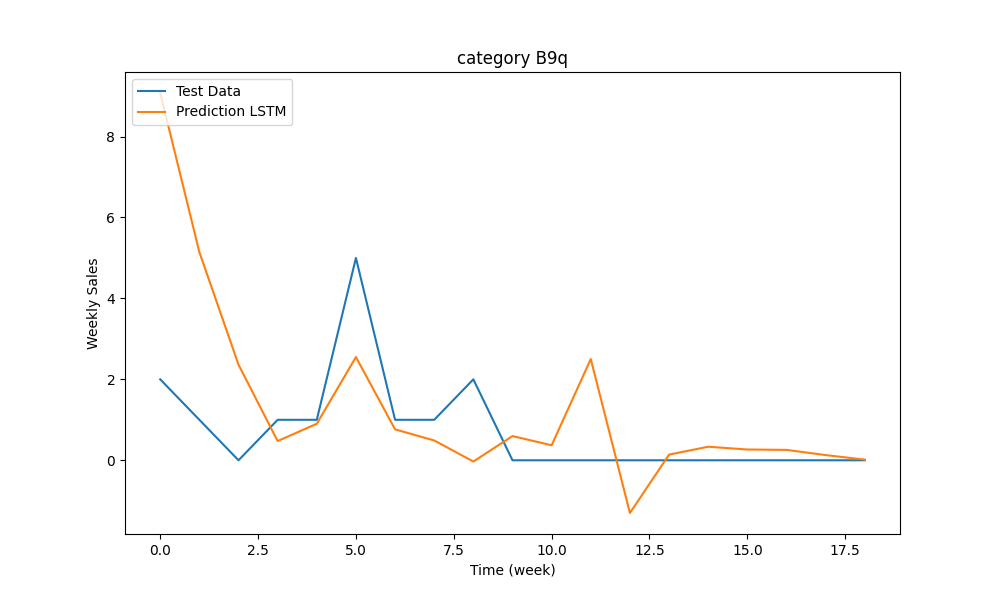 category B9q
Test Data
Prediction LSTM
Weekly Sales
8
6
4
2
0
0.0 2.5 5.0 7.5 10.0 12.5 15.0 17.5
Time (week)